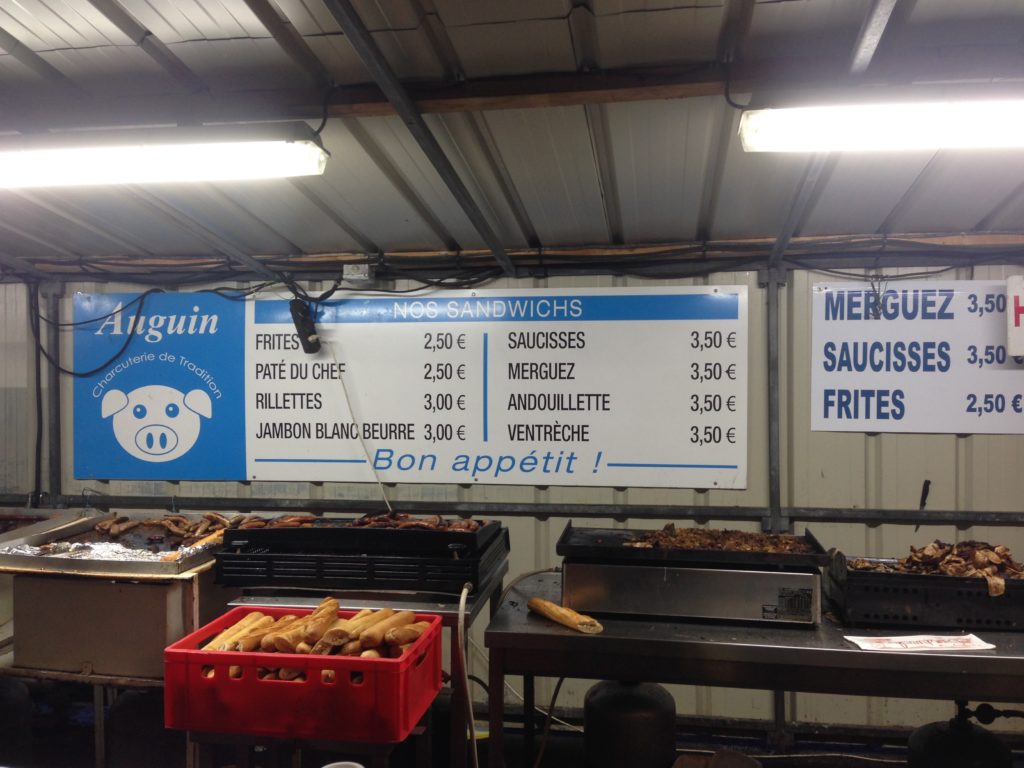 Auguin
Charcuterie de Tradition
NOS SANDWICHS
FRITES 2,50 €
PATÉ DU CHEF 2,50 €
RILLETTES 3,00 €
JAMBON BLANC BEURRE 3,00 €
SAUCISSES 3,50 €
MERGUEZ 3,50 €
ANDOUILLETTE 3,50 €
VENTRÈCHE 3,50 €
Bon appétit !
MERGUEZ 3,50
SAUCISSES 3,50 €
FRITES 2,50 €